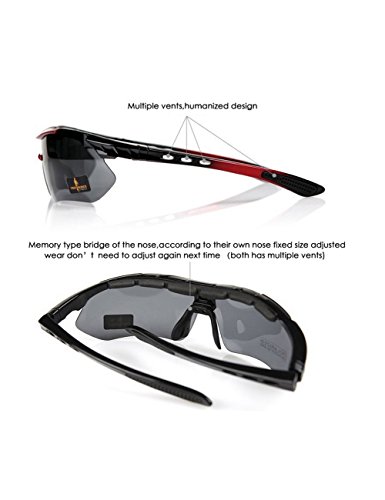 Multiple vents,humanized design
Memory type bridge of the nose,according to their own nose fixed size adjusted
wear don’t need to adjust again next time （both has multiple vents)